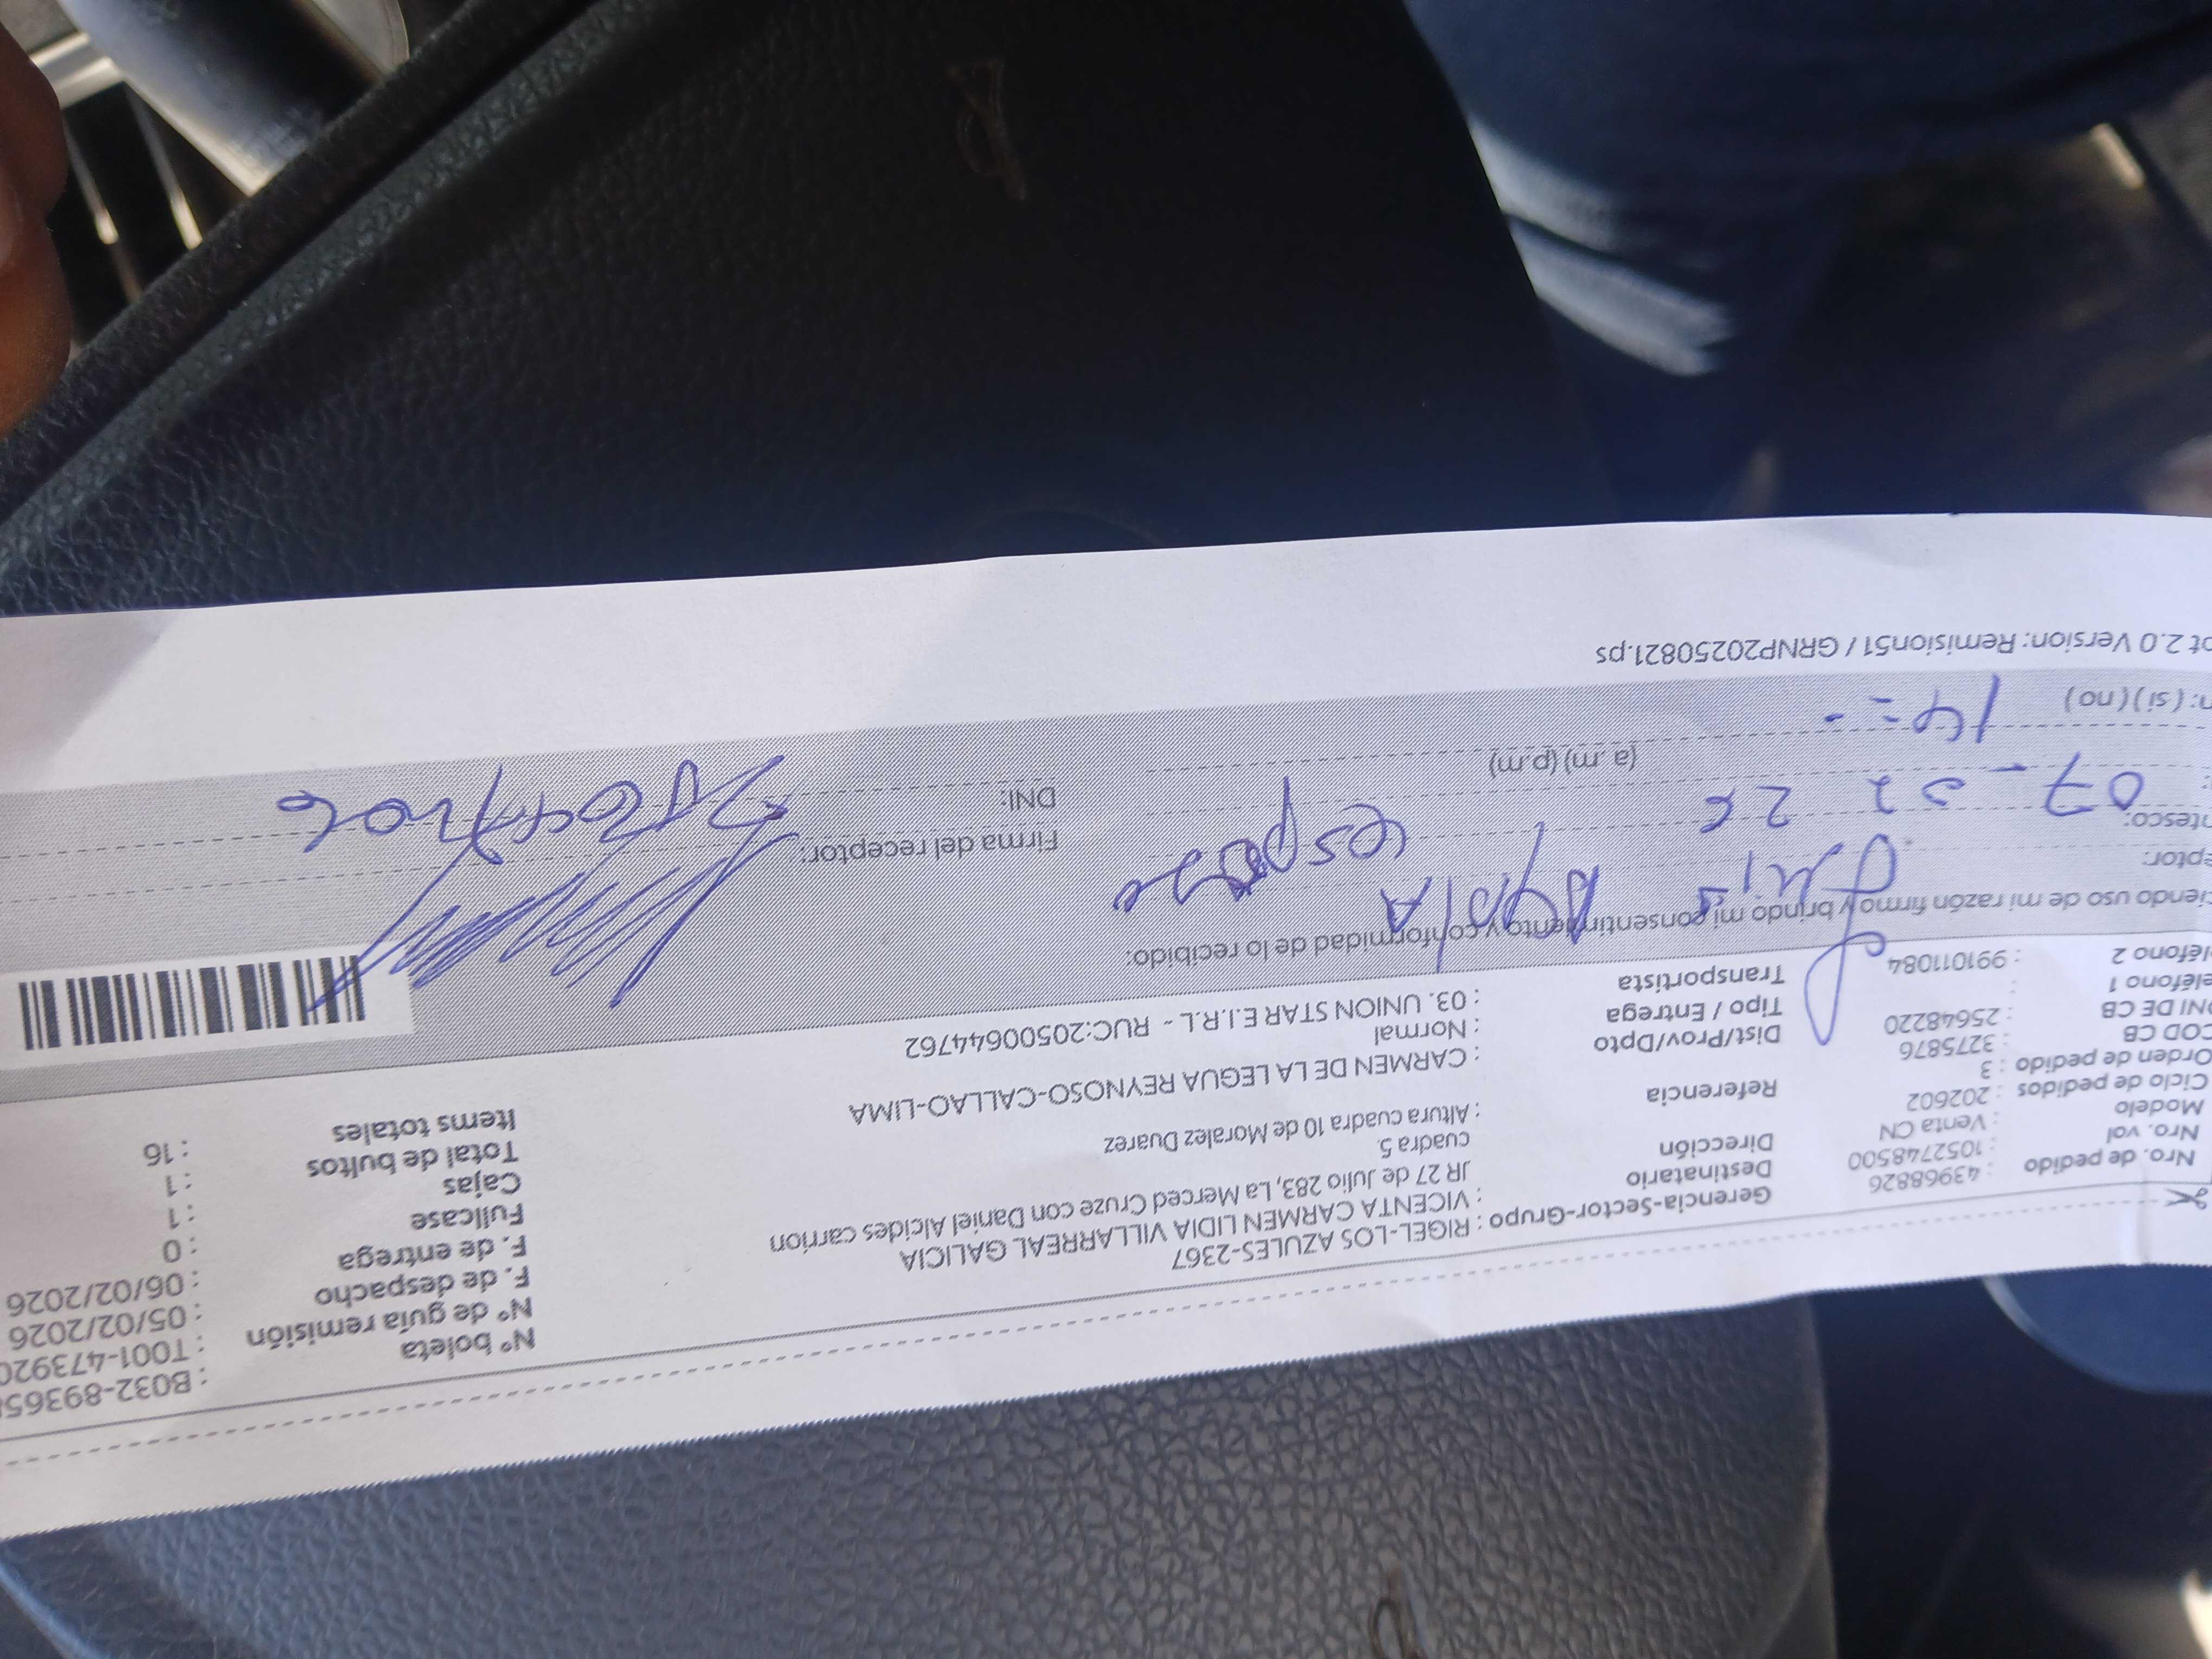 Nº boleta : B032-89365
Nº de guía remisión : T001-473920
F. de despacho : 05/02/2026
F. de entrega : 06/02/2026
Fullcase : 0
Cajas : 1
Total de bultos : 1
Items totales : 16
Gerencia-Sector-Grupo : RIGEL-LOS AZULES-2367
Destinatario : VICENTA CARMEN LIDIA VILLARREAL GALICIA
Dirección : JR 27 de Julio 283, La Merced Cruze con Daniel Alcides carrion
cuadra 5.
Referencia : Altura cuadra 10 de Moralez Duarez
Dist/Prov/Dpto : CARMEN DE LA LEGUA REYNOSO-CALLAO-LIMA
Tipo / Entrega : Normal
Transportista : 03. UNION STAR E.I.R.L - RUC:20500644762
Nro. de pedido : 43968826
Nro. vol : 1052748500
Modelo : Venta CN
Ciclo de pedidos : 202602
Orden de pedido : 3
COD CB : 3275876
DNI DE CB : 25648220
eléfono 1 :
eléfono 2 : 991011084
ciendo uso de mi razón firmo y brindo mi consentimiento y conformidad de lo recibido:
eptor:
ntesco: esposo
07-02 26
(a.m) (p.m)
n: (si) (no) 14=-
Firma del receptor:
DNI:
pt 2.0 Version: Remision51 / GRNP20250821.ps